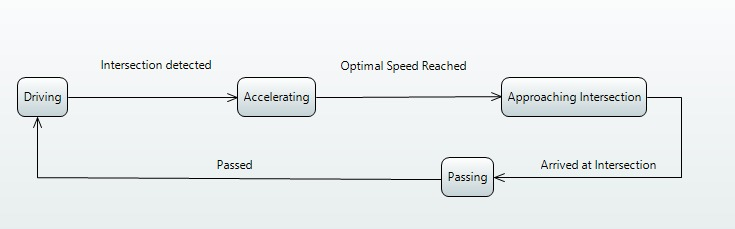 Intersection detected
Optimal Speed Reached
Driving
Accelerating
Approaching Intersection
Passed
Arrived at Intersection
Passing